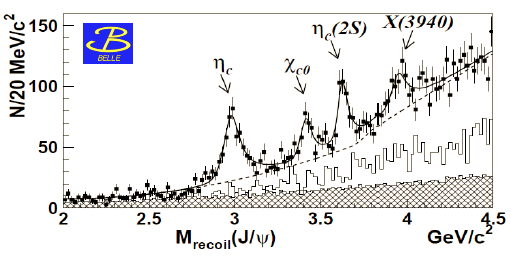 N/20 MeV/c²
150
100
50
0
B
BELLE
η_c
χ_c0
η_c(2S)
X(3940)
2
2.5
3
3.5
4
4.5
M_recoil(J/ψ)
GeV/c²